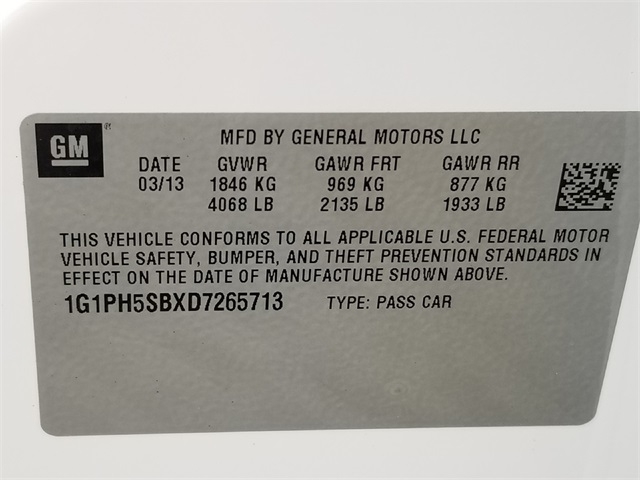 GM ®
MFD BY GENERAL MOTORS LLC
DATE GVWR GAWR FRT GAWR RR
03/13 1846 KG 969 KG 877 KG
4068 LB 2135 LB 1933 LB
THIS VEHICLE CONFORMS TO ALL APPLICABLE U.S. FEDERAL MOTOR
VEHICLE SAFETY, BUMPER, AND THEFT PREVENTION STANDARDS IN
EFFECT ON THE DATE OF MANUFACTURE SHOWN ABOVE.
1G1PH5SBXD7265713 TYPE: PASS CAR